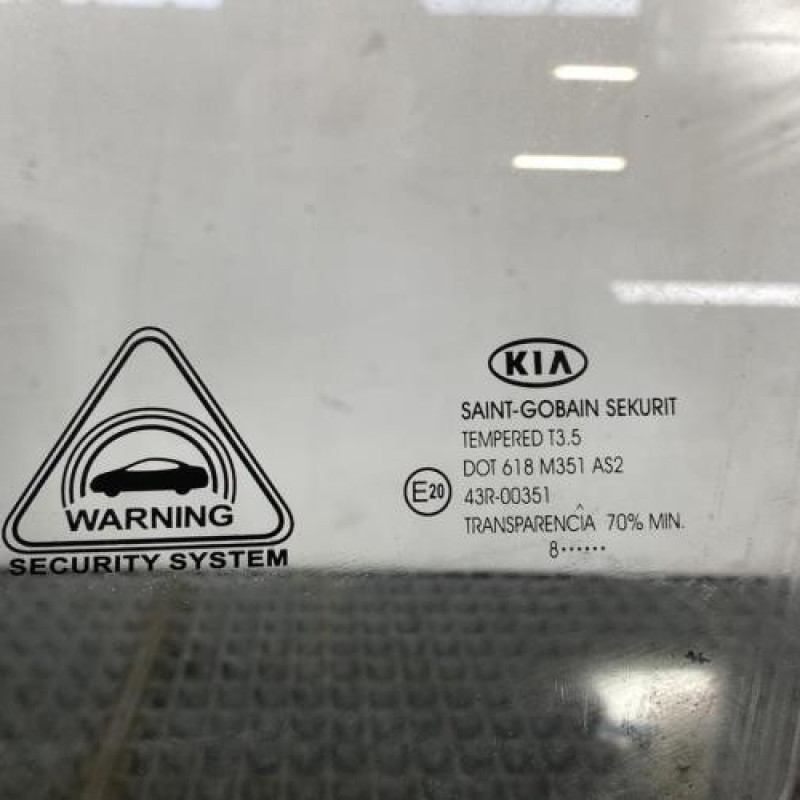 KIA
SAINT-GOBAIN SEKURIT
TEMPERED T3.5
DOT 618 M351 AS2
E20
43R-00351
TRANSPARENCÎA 70% MIN.
8••••••
WARNING
SECURITY SYSTEM